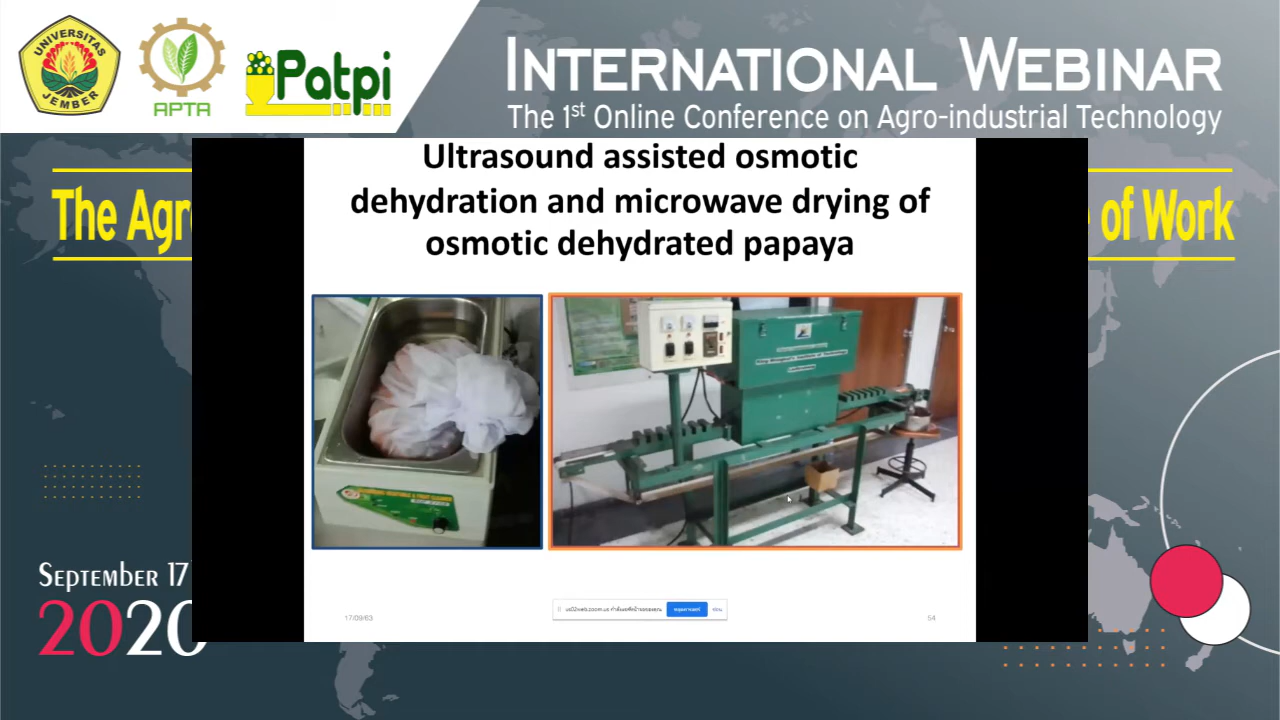 UNIVERSITAS
JEMBER
APTA
Patpi
INTERNATIONAL WEBINAR
The 1st Online Conference on Agro-industrial Technology
The Agr
of Work
Ultrasound assisted osmotic
dehydration and microwave drying of
osmotic dehydrated papaya
SEPTEMBER 17
2020
17/09/63
54